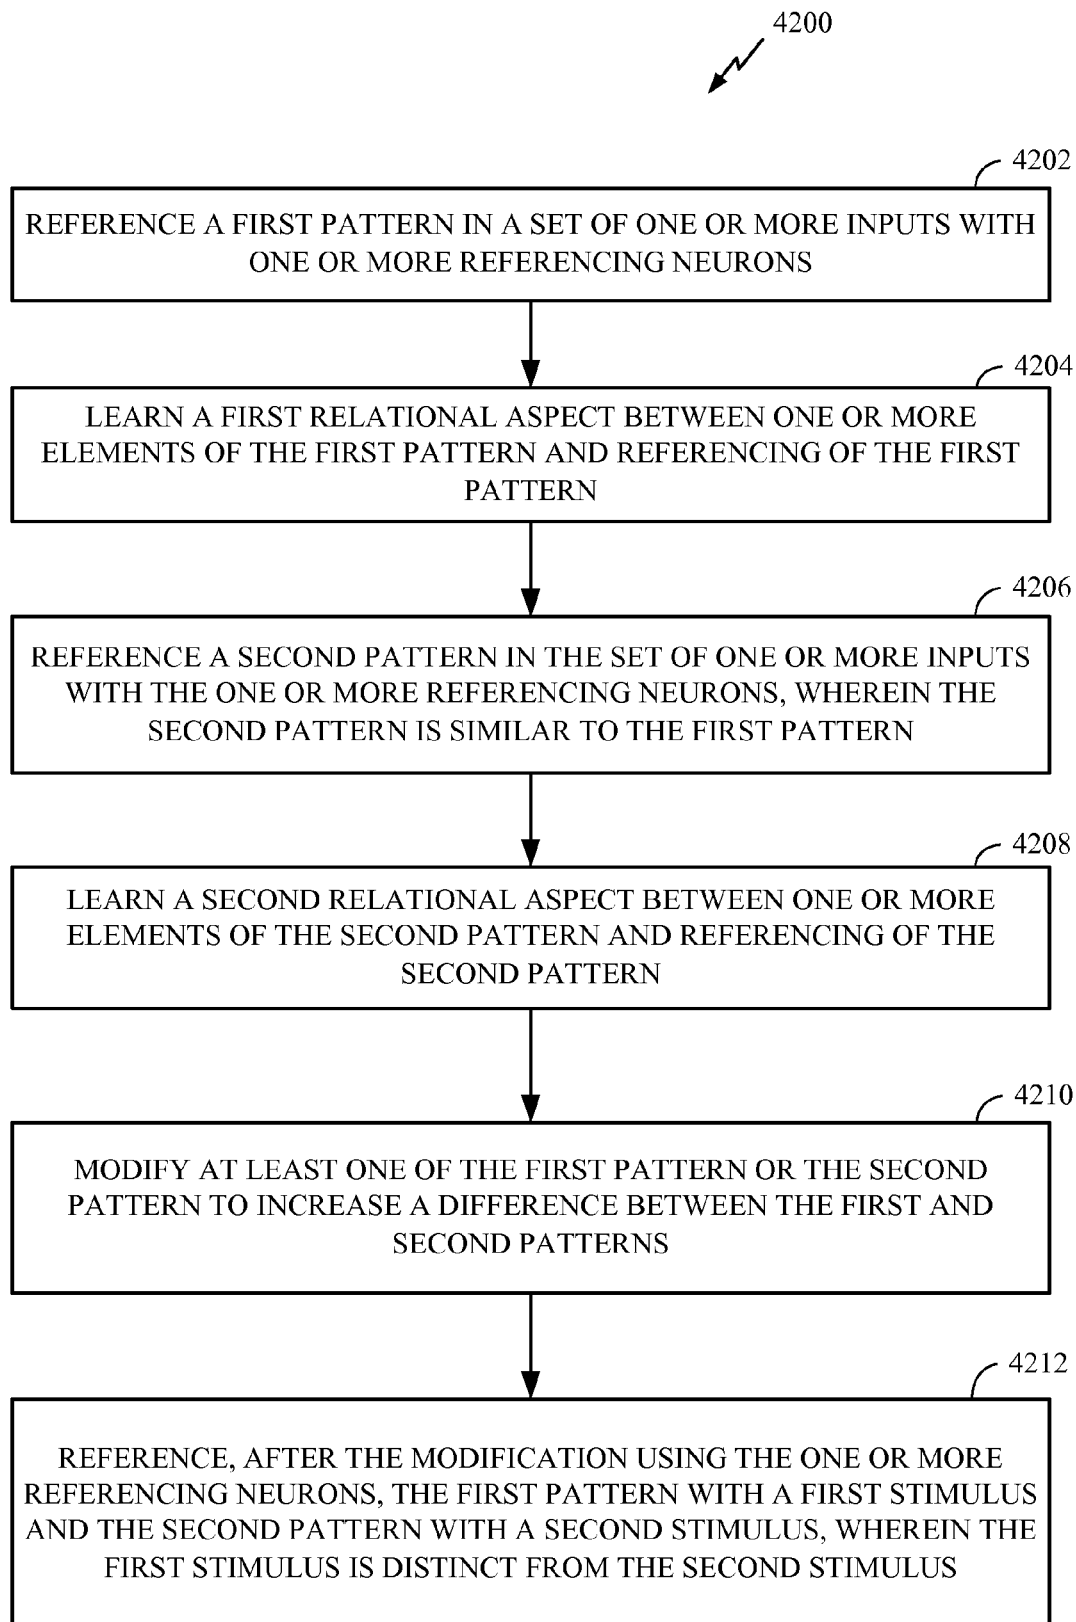 4200
4202
REFERENCE A FIRST PATTERN IN A SET OF ONE OR MORE INPUTS WITH
ONE OR MORE REFERENCING NEURONS
4204
LEARN A FIRST RELATIONAL ASPECT BETWEEN ONE OR MORE
ELEMENTS OF THE FIRST PATTERN AND REFERENCING OF THE FIRST
PATTERN
4206
REFERENCE A SECOND PATTERN IN THE SET OF ONE OR MORE INPUTS
WITH THE ONE OR MORE REFERENCING NEURONS, WHEREIN THE
SECOND PATTERN IS SIMILAR TO THE FIRST PATTERN
4208
LEARN A SECOND RELATIONAL ASPECT BETWEEN ONE OR MORE
ELEMENTS OF THE SECOND PATTERN AND REFERENCING OF THE
SECOND PATTERN
4210
MODIFY AT LEAST ONE OF THE FIRST PATTERN OR THE SECOND
PATTERN TO INCREASE A DIFFERENCE BETWEEN THE FIRST AND
SECOND PATTERNS
4212
REFERENCE, AFTER THE MODIFICATION USING THE ONE OR MORE
REFERENCING NEURONS, THE FIRST PATTERN WITH A FIRST STIMULUS
AND THE SECOND PATTERN WITH A SECOND STIMULUS, WHEREIN THE
FIRST STIMULUS IS DISTINCT FROM THE SECOND STIMULUS